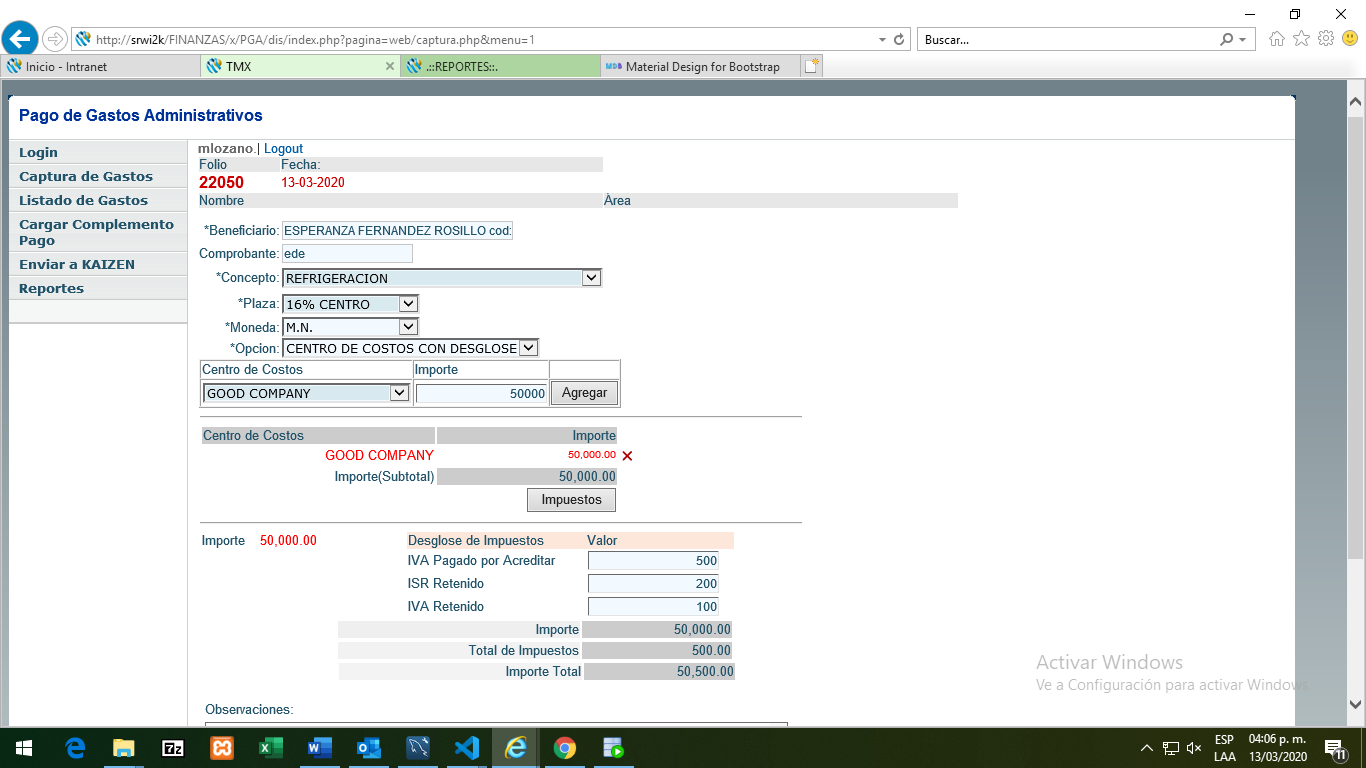 http://srwi2k/FINANZAS/x/PGA/dis/index.php?pagina=web/captura.php&menu=1
Buscar...
Inicio - Intranet
TMX
.::REPORTES::.
MDB Material Design for Bootstrap
Pago de Gastos Administrativos
Login
Captura de Gastos
Listado de Gastos
Cargar Complemento
Pago
Enviar a KAIZEN
Reportes
mlozano.| Logout
Folio Fecha:
22050 13-03-2020
Nombre Área
*Beneficiario: ESPERANZA FERNANDEZ ROSILLO cod:
Comprobante: ede
*Concepto: REFRIGERACION
*Plaza: 16% CENTRO
*Moneda: M.N.
*Opcion: CENTRO DE COSTOS CON DESGLOSE
Centro de Costos Importe
GOOD COMPANY 50000 Agregar
Centro de Costos Importe
GOOD COMPANY 50,000.00
Importe(Subtotal) 50,000.00
Impuestos
Importe 50,000.00 Desglose de Impuestos Valor
IVA Pagado por Acreditar 500
ISR Retenido 200
IVA Retenido 100
Importe 50,000.00
Total de Impuestos 500.00
Importe Total 50,500.00
Observaciones:
Activar Windows
Ve a Configuración para activar Windows.
7z
ESP
LAA
04:06 p. m.
13/03/2020
11